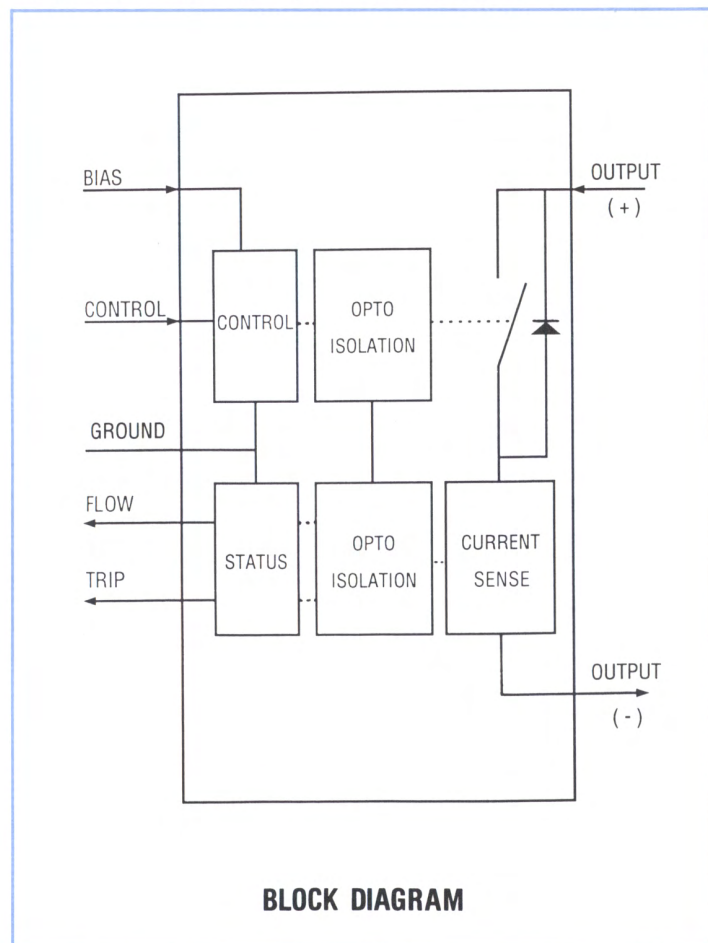 BIAS
OUTPUT
(+)
CONTROL
CONTROL
OPTO
ISOLATION
GROUND
FLOW
TRIP
STATUS
OPTO
ISOLATION
CURRENT
SENSE
OUTPUT
(-)
BLOCK DIAGRAM